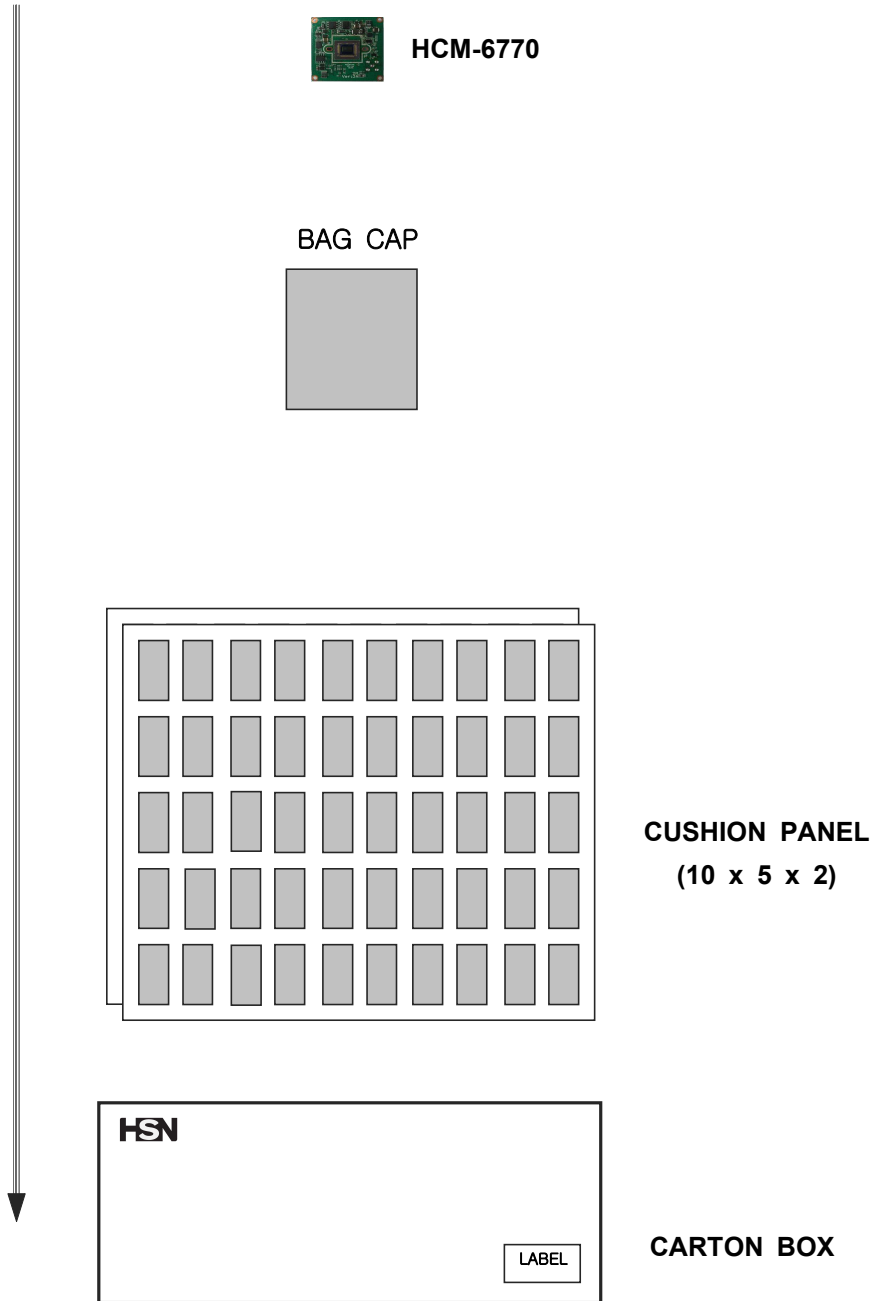 HCM-6770
BAG CAP
CUSHION PANEL
(10 x 5 x 2)
HSN
LABEL
CARTON BOX